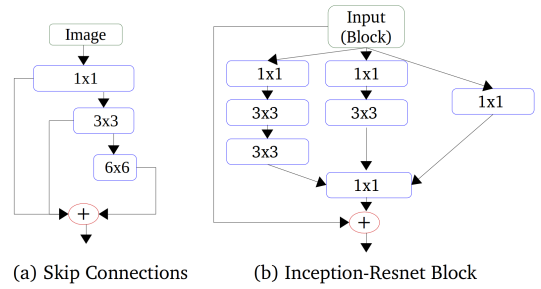 Image
1x1
3x3
6x6
+
(a) Skip Connections
Input
(Block)
1x1
1x1
1x1
3x3
3x3
3x3
1x1
+
(b) Inception-Resnet Block